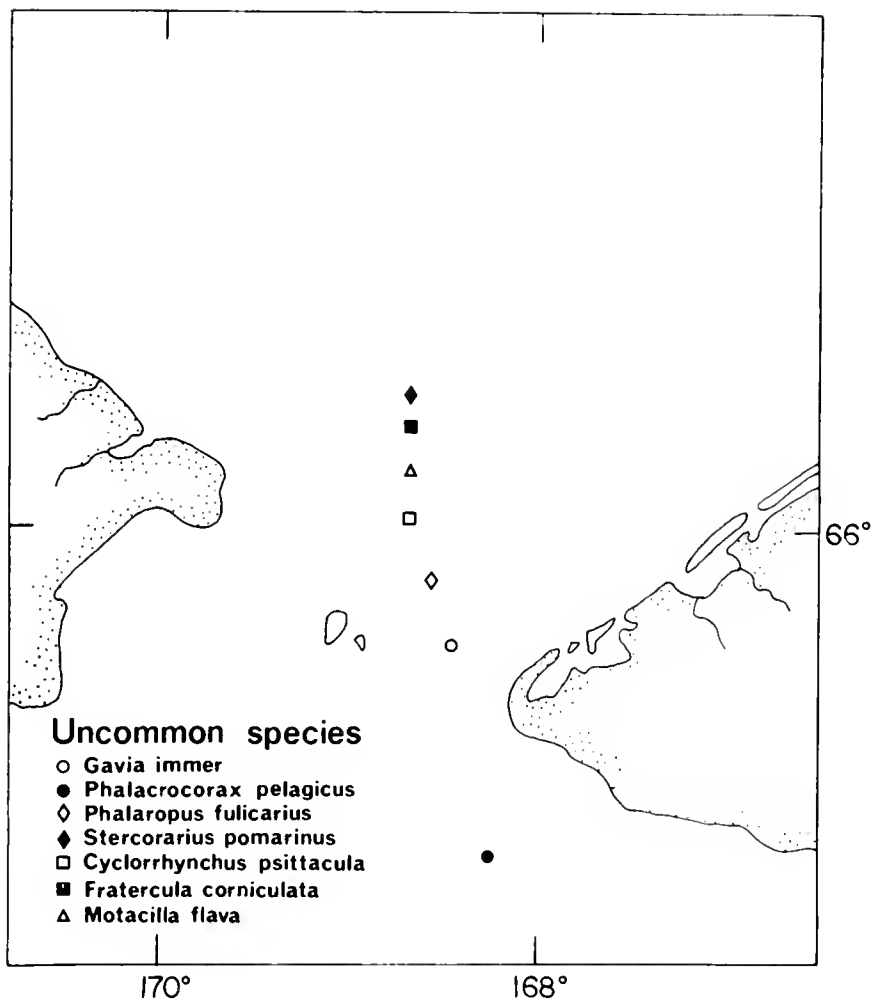 66°
Uncommon species
Gavia immer
Phalacrocorax pelagicus
Phalaropus fulicarius
Stercorarius pomarinus
Cyclorrhynchus psittacula
Fratercula corniculata
Motacilla flava
170°
168°